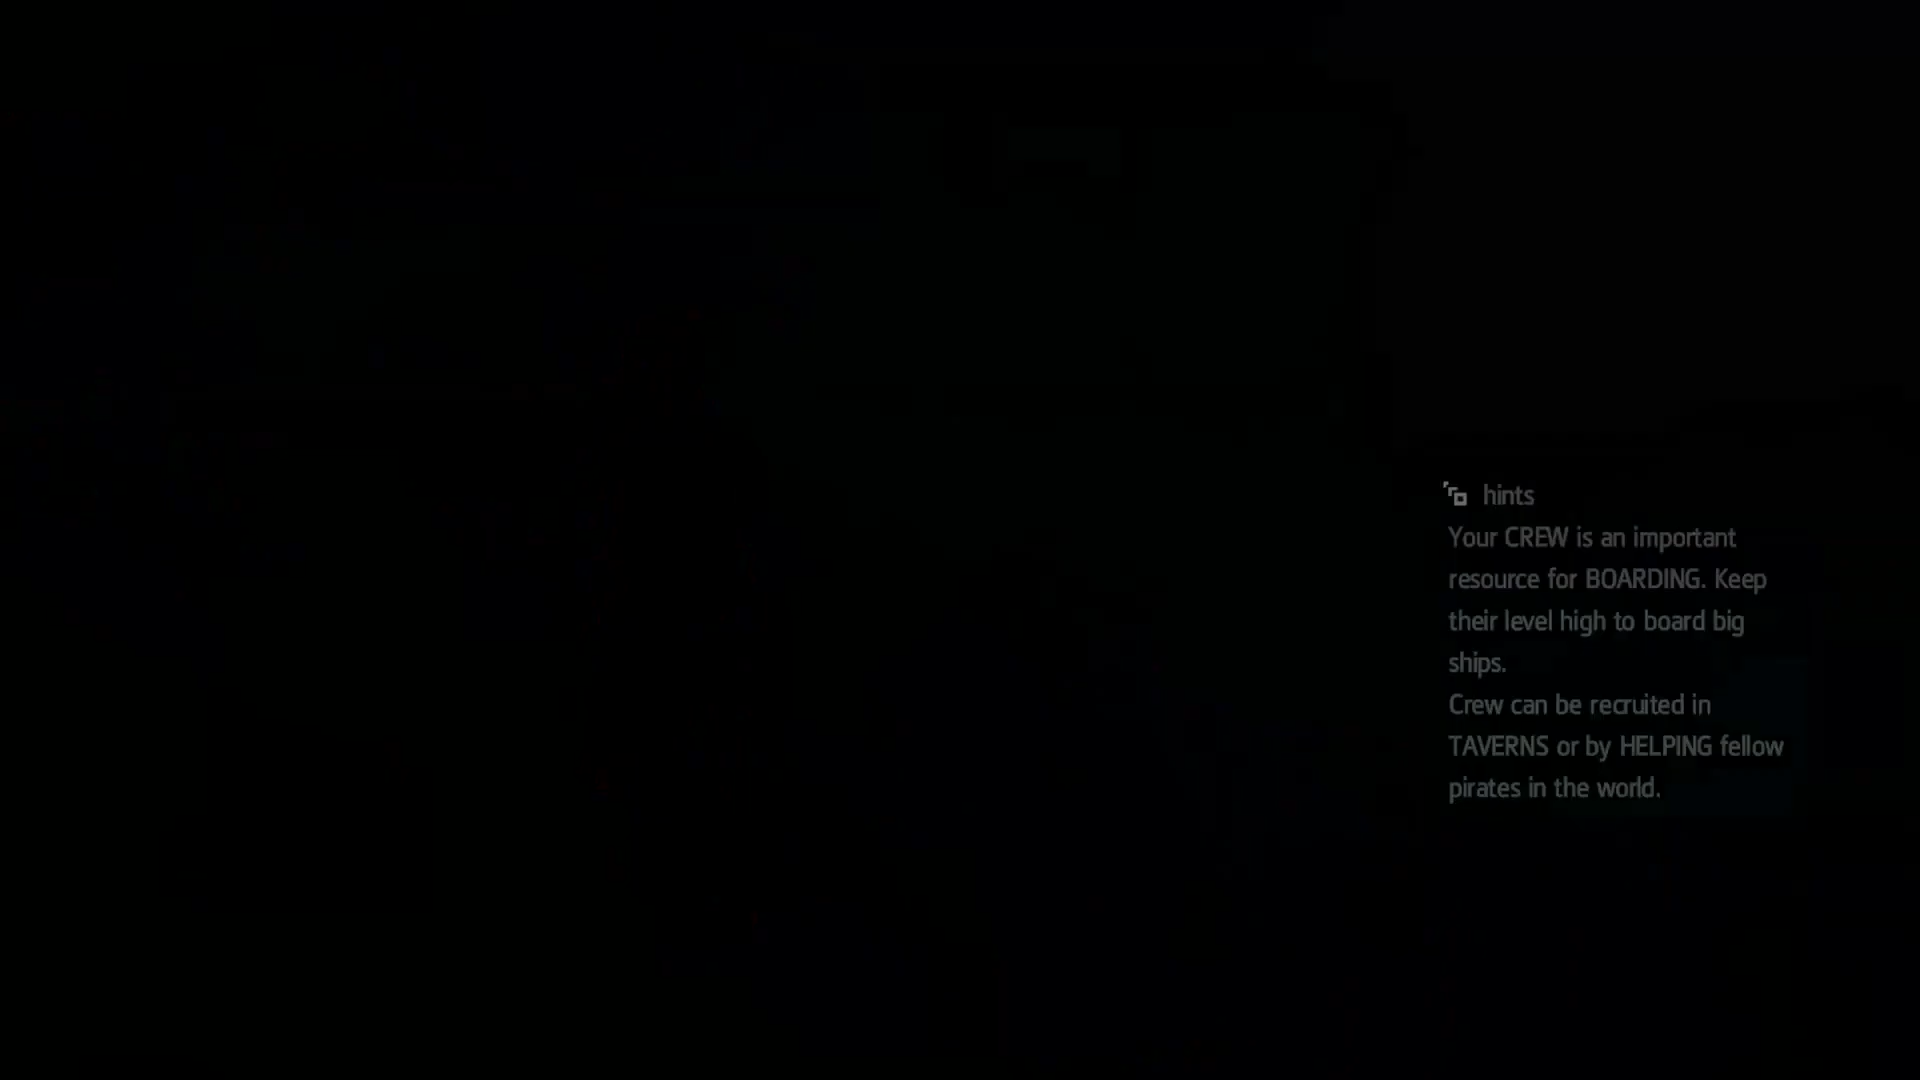 hints
Your CREW is an important
resource for BOARDING. Keep
their level high to board big
ships.
Crew can be recruited in
TAVERNS or by HELPING fellow
pirates in the world.